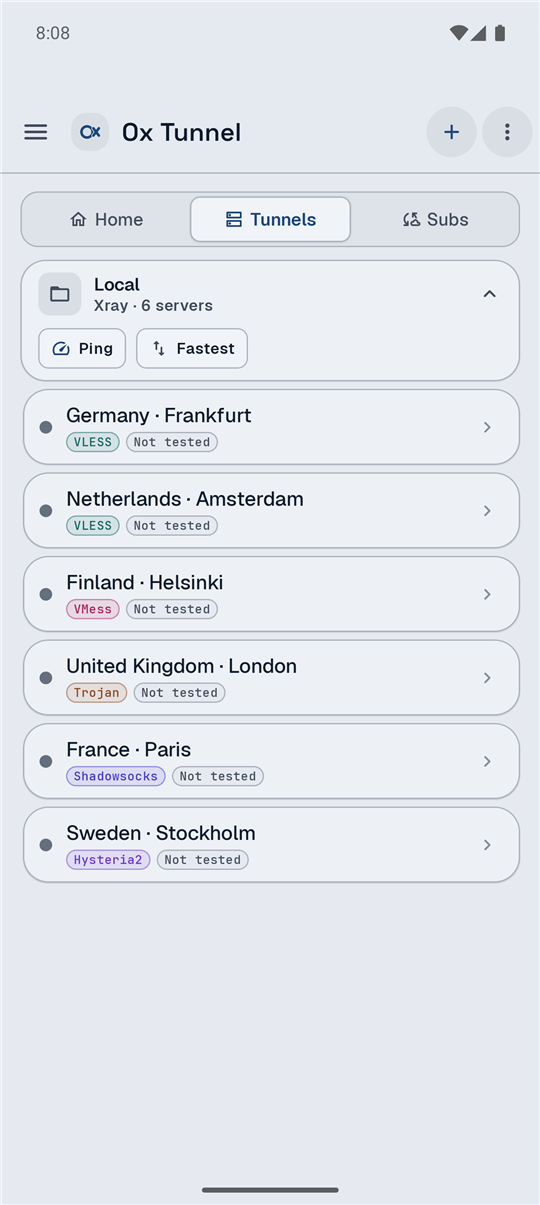 8:08
Ox Ox Tunnel
Home Tunnels Subs
Local
Xray · 6 servers
Ping Fastest
Germany · Frankfurt
VLESS Not tested
Netherlands · Amsterdam
VLESS Not tested
Finland · Helsinki
VMess Not tested
United Kingdom · London
Trojan Not tested
France · Paris
Shadowsocks Not tested
Sweden · Stockholm
Hysteria2 Not tested